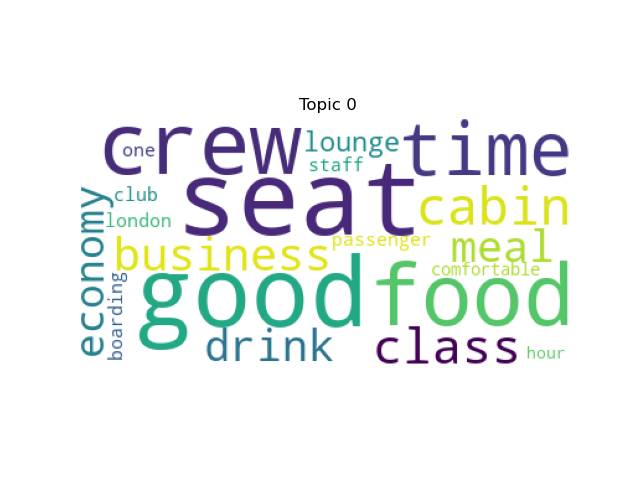 Topic 0
crew
one
lounge
staff
time
seat
club
london
cabin
economy
business
passenger
meal
comfortable
boarding
good
food
drink
class
hour